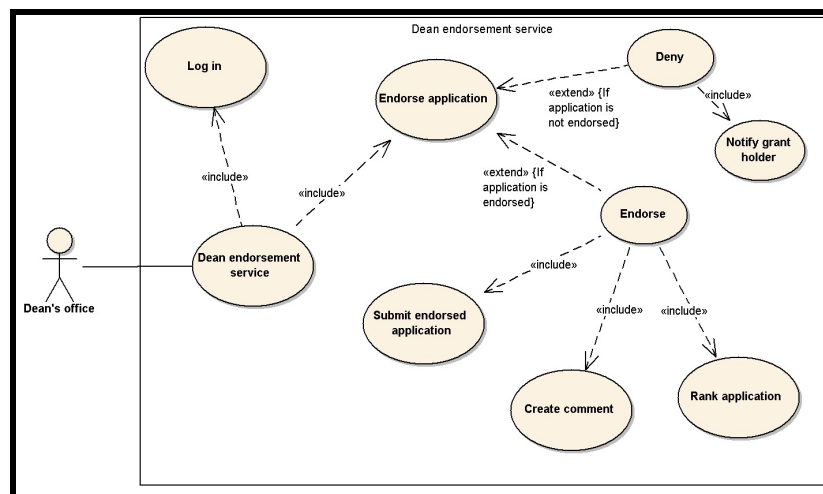 Dean endorsement service
Log in
Endorse application
Deny
«extend» {If
application is
not endorsed}
«include»
Notify grant
holder
«include»
«include»
«extend» {If
application is
endorsed}
Endorse
Dean endorsement
service
Dean's office
«include»
Submit endorsed
application
«include»
«include»
Create comment
Rank application